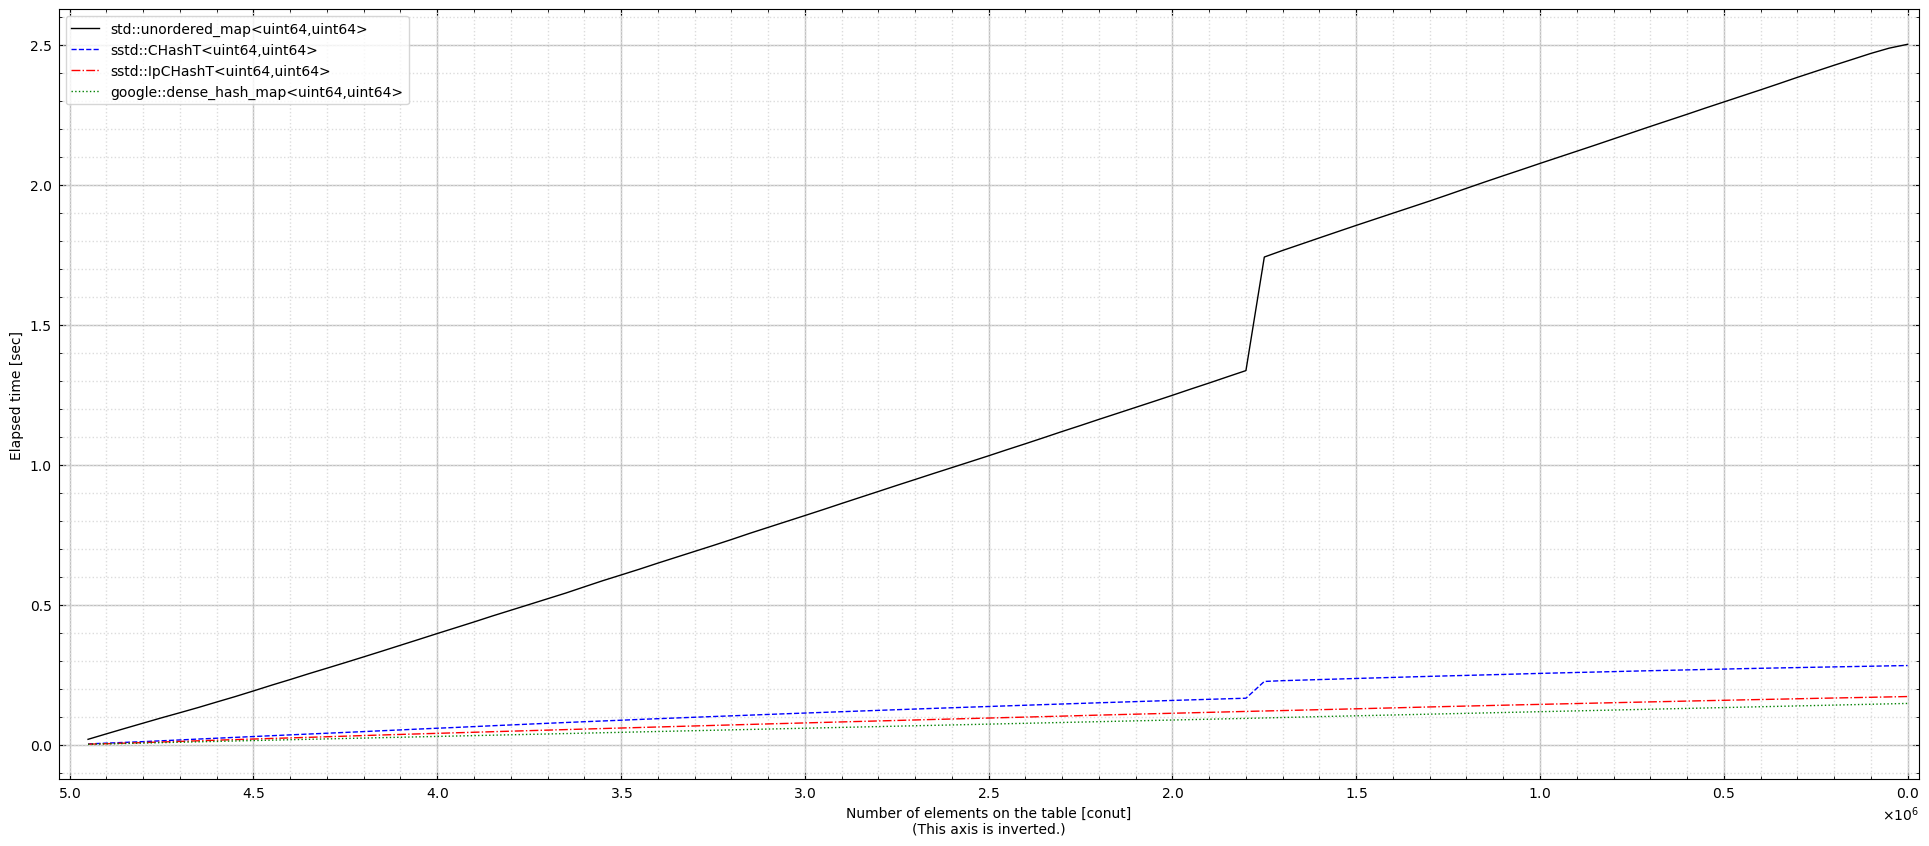 std::unordered_map<uint64,uint64>
sstd::CHashT<uint64,uint64>
sstd::IpCHashT<uint64,uint64>
google::dense_hash_map<uint64,uint64>
Elapsed time [sec]
2.5
2.0
1.5
1.0
0.5
0.0
5.0 4.5 4.0 3.5 3.0 2.5 2.0 1.5 1.0 0.5 0.0
×10⁶
Number of elements on the table [conut]
(This axis is inverted.)